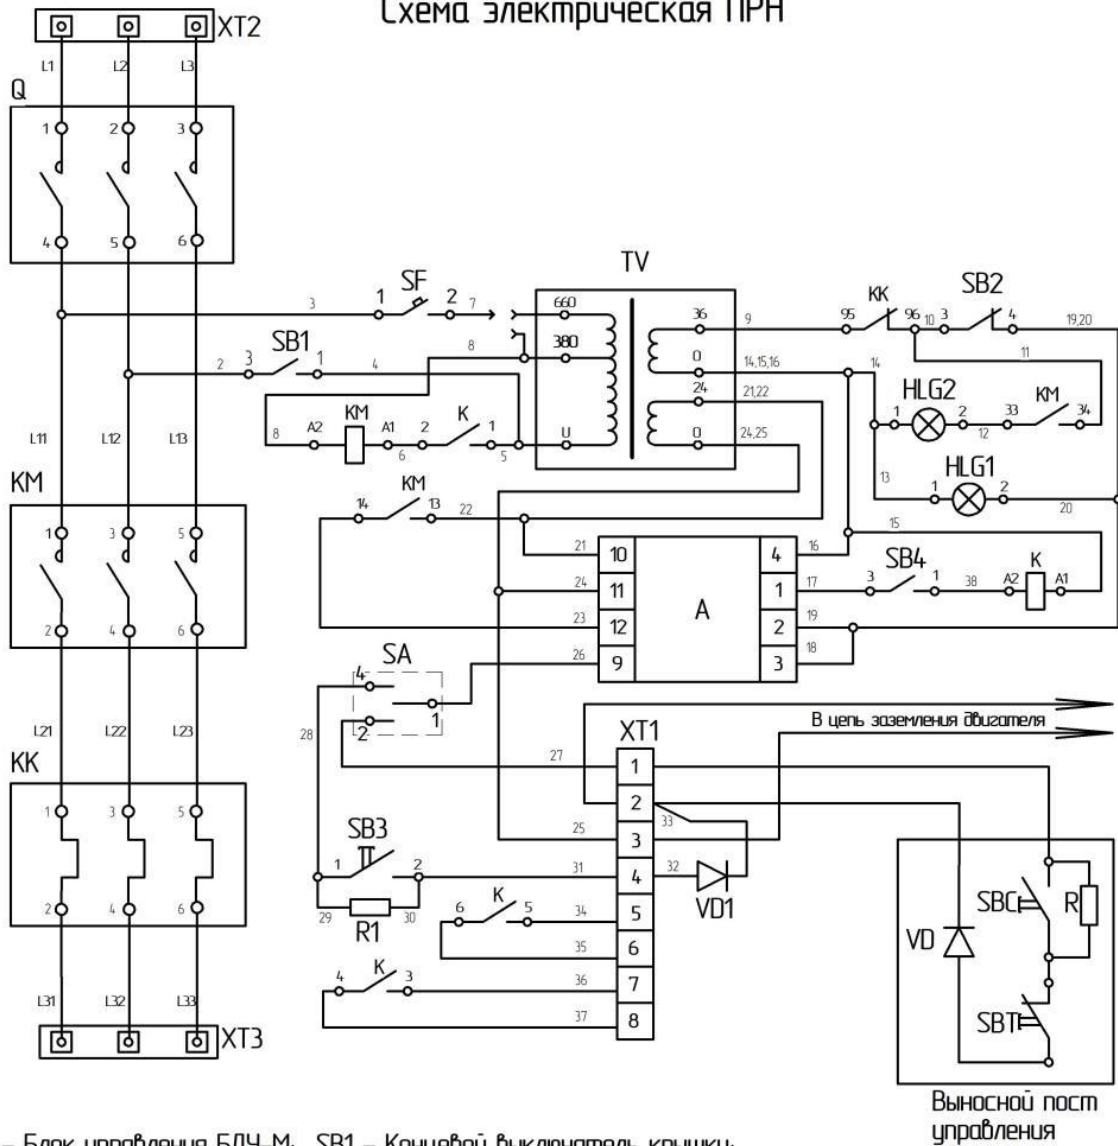 Схема электрическая ПРН
XT2
L1 L2 L3
Q
1 2 3
4 5 6
SF
1 2
3 7
TV
660
380
U
36
0
24
0
9
14,15,16
21,22
24,25
KK
95 96
10
SB2
3 4
19,20
11
14
HLG2
1 2
12
KM
33 34
13
HLG1
1 2
20
SB1
3 1
2 4
8
8
KM
A2 A1
6
K
2 1
5
L11 L12 L13
KM
1 3 5
2 4 6
KM
14 13
22
21 10
24 11
23 12
26 9
A
4 16
1 17
2 19
3 18
15
SB4
3 1
38
K
A2 A1
SA
4
1
2
28
27
L21 L22 L23
KK
1 3 5
2 4 6
В цепь заземления двигателя
XT1
1
2
3
4
5
6
7
8
25
33
31
32
VD1
SB3
1 2
29 30
R1
K
6 5
34
35
K
4 3
36
37
VD
SBC
R
SBT
L31 L32 L33
XT3
Выносной пост
управления
– Блок управления БДУ-М; SB1 – Концевой выключатель крышки;